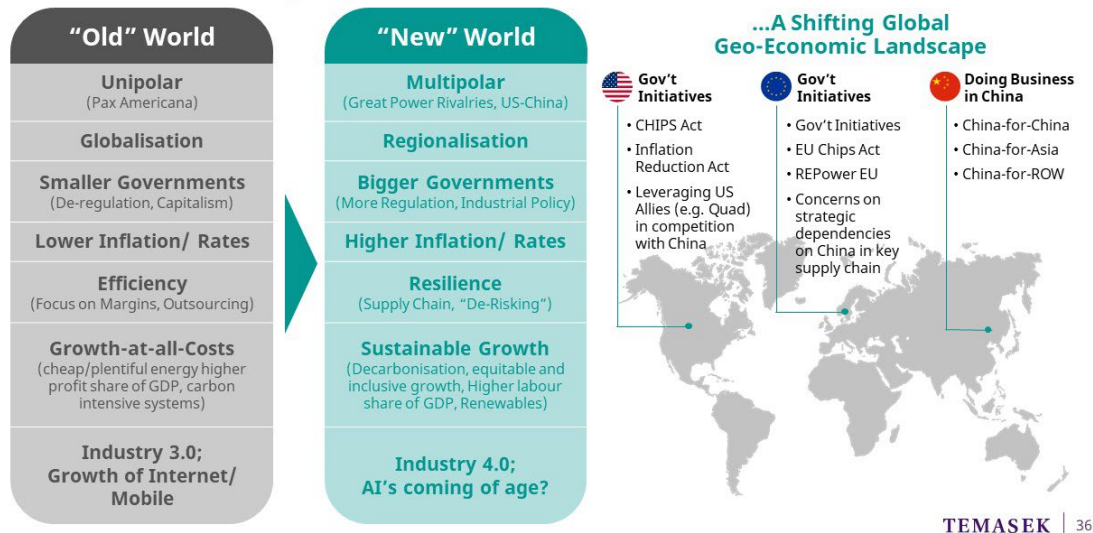 “Old” World
Unipolar
(Pax Americana)
Globalisation
Smaller Governments
(De-regulation, Capitalism)
Lower Inflation/ Rates
Efficiency
(Focus on Margins, Outsourcing)
Growth-at-all-Costs
(cheap/plentiful energy higher
profit share of GDP, carbon
intensive systems)
Industry 3.0;
Growth of Internet/
Mobile
“New” World
Multipolar
(Great Power Rivalries, US-China)
Regionalisation
Bigger Governments
(More Regulation, Industrial Policy)
Higher Inflation/ Rates
Resilience
(Supply Chain, “De-Risking”)
Sustainable Growth
(Decarbonisation, equitable and
inclusive growth, Higher labour
share of GDP, Renewables)
Industry 4.0;
AI’s coming of age?
...A Shifting Global
Geo-Economic Landscape
Gov’t
Initiatives
• CHIPS Act
• Inflation
Reduction Act
• Leveraging US
Allies (e.g. Quad)
in competition
with China
Gov’t
Initiatives
• Gov’t Initiatives
• EU Chips Act
• REPower EU
• Concerns on
strategic
dependencies
on China in key
supply chain
Doing Business
in China
• China-for-China
• China-for-Asia
• China-for-ROW
TEMASEK | 36